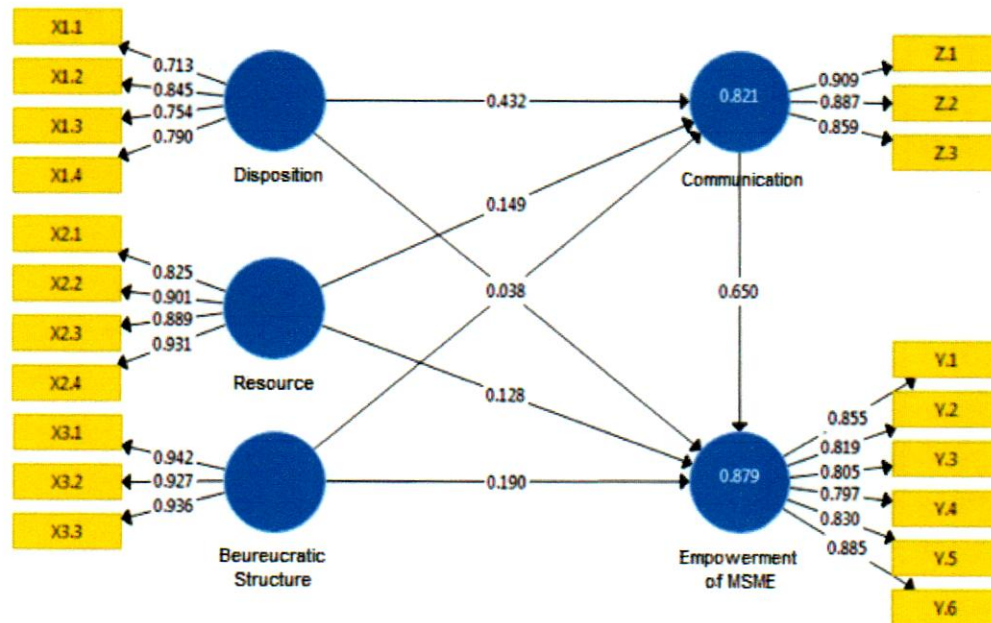 X1.1
X1.2
X1.3
X1.4
0.713
0.845
0.754
0.790
Disposition
X2.1
X2.2
X2.3
X2.4
0.825
0.901
0.889
0.931
Resource
X3.1
X3.2
X3.3
0.942
0.927
0.936
Beureucratic
Structure
0.432
0.149
0.038
0.128
0.190
0.650
0.821
Communication
0.909
0.887
0.859
Z.1
Z.2
Z.3
0.879
Empowerment
of MSME
0.855
0.819
0.805
0.797
0.830
0.885
Y.1
Y.2
Y.3
Y.4
Y.5
Y.6